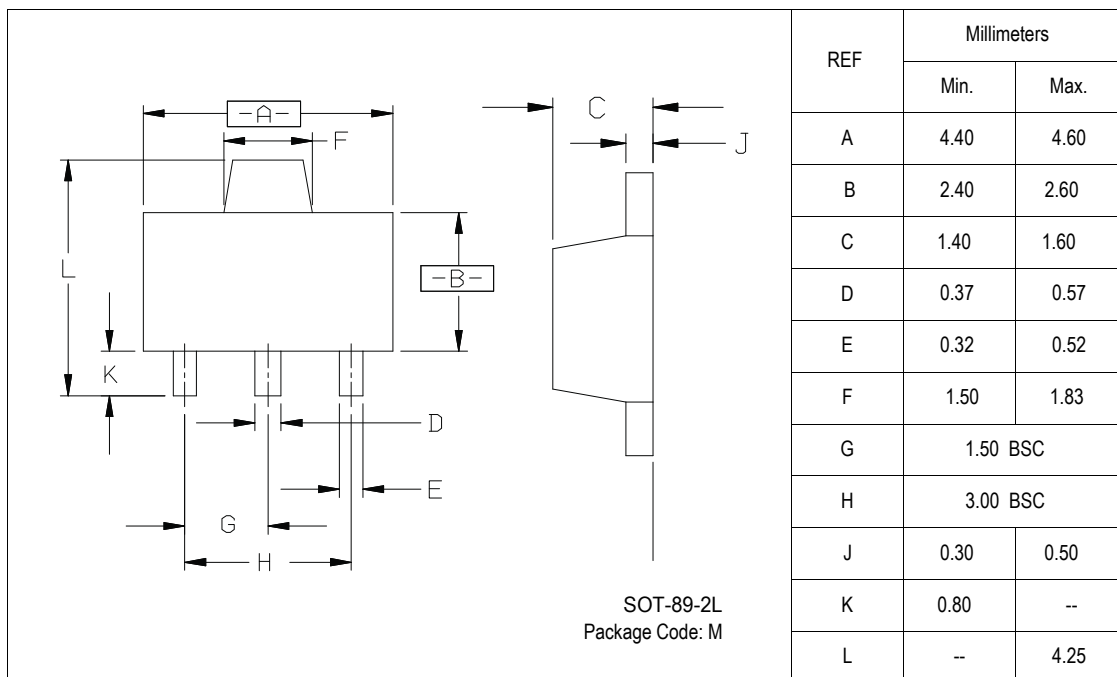 -A-
F
C
J
L
-B-
K
D
E
G
H
SOT-89-2L
Package Code: M
REF Millimeters
Min. Max.
A 4.40 4.60
B 2.40 2.60
C 1.40 1.60
D 0.37 0.57
E 0.32 0.52
F 1.50 1.83
G 1.50 BSC
H 3.00 BSC
J 0.30 0.50
K 0.80 --
L -- 4.25